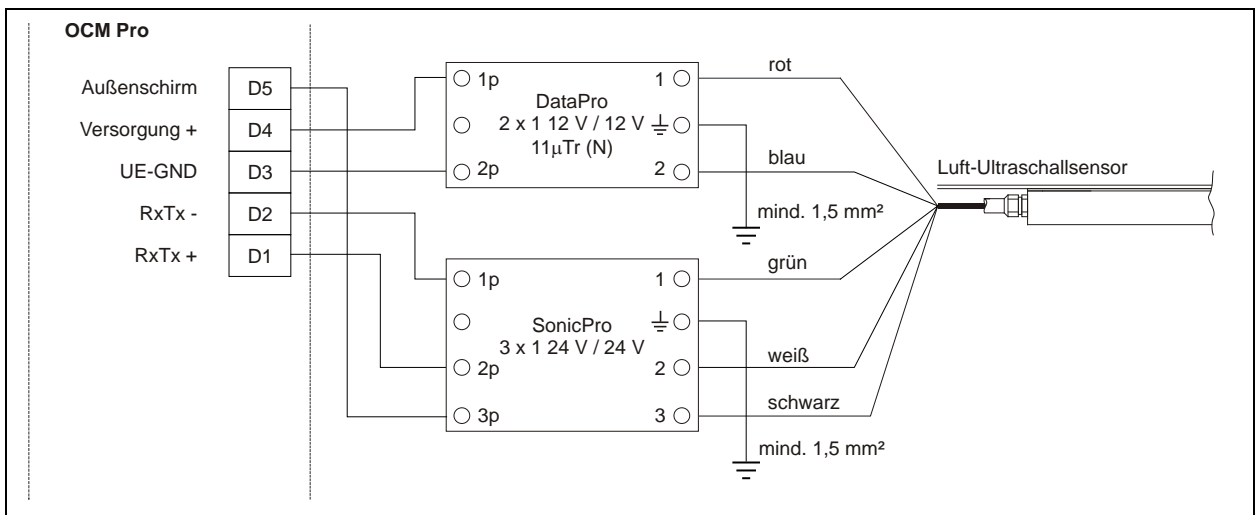 OCM Pro
Außenschirm D5
Versorgung + D4
UE-GND D3
RxTx - D2
RxTx + D1
1p 1
DataPro
2 x 1 12 V / 12 V
11µTr (N)
2p 2
rot
blau
mind. 1,5 mm²
1p 1
SonicPro
3 x 1 24 V / 24 V
2p 2
3p 3
grün
weiß
schwarz
mind. 1,5 mm²
Luft-Ultraschallsensor